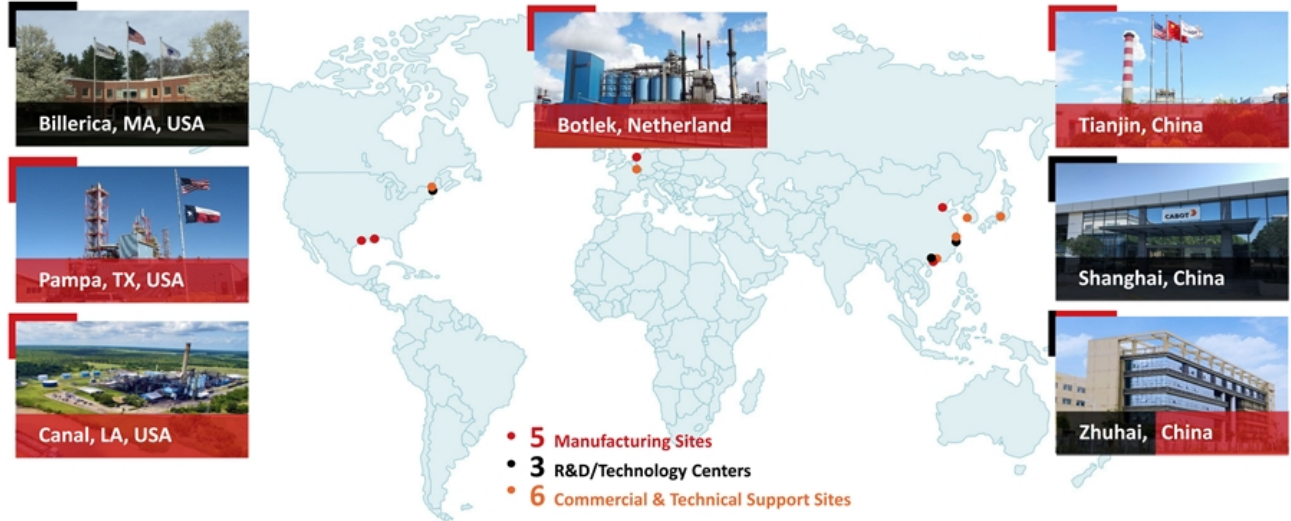 Billerica, MA, USA
Pampa, TX, USA
Canal, LA, USA
Botlek, Netherland
Tianjin, China
CABOT
Shanghai, China
Zhuhai, China
• 5 Manufacturing Sites
• 3 R&D/Technology Centers
• 6 Commercial & Technical Support Sites